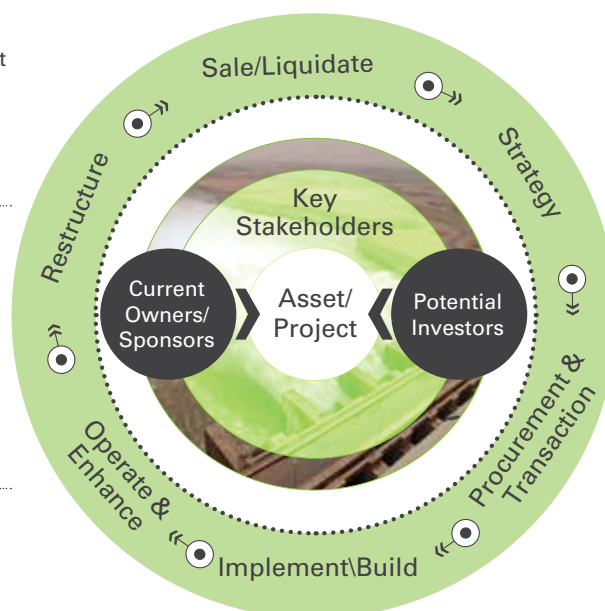 t
Sale/Liquidate
Strategy
Procurement &
Transaction
Implement\Build
Operate &
Enhance
Restructure
Key
Stakeholders
Current
Owners/
Sponsors
Asset/
Project
Potential
Investors